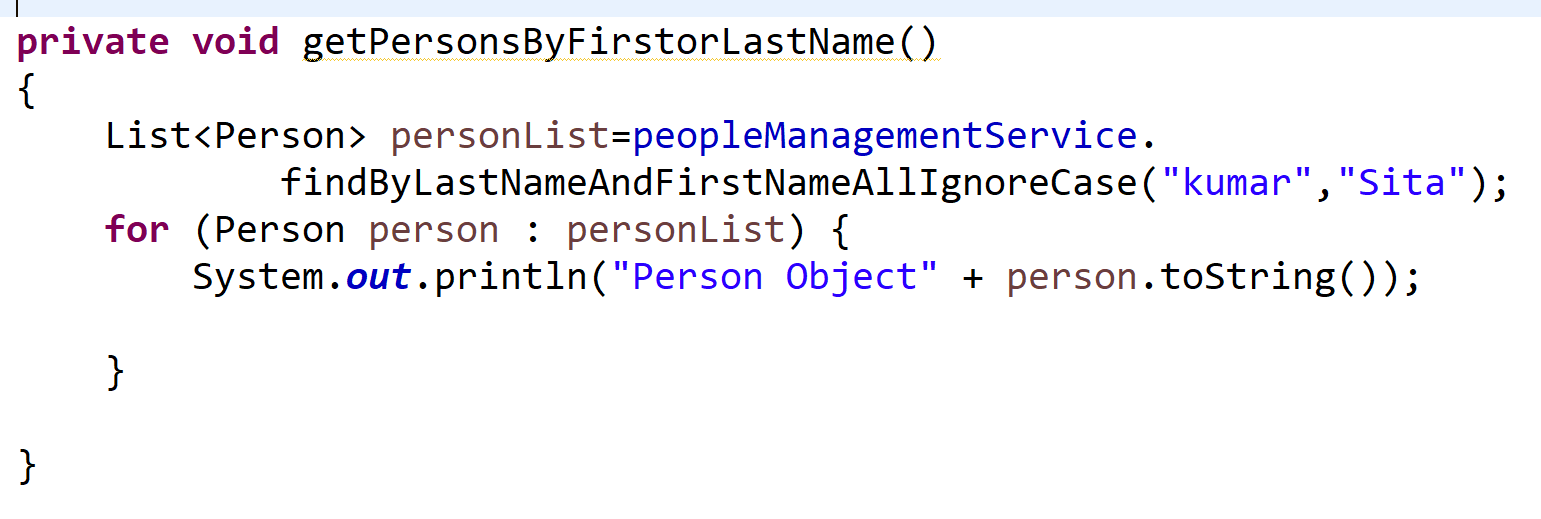 private void getPersonsByFirstorLastName()
{
    List<Person> personList=peopleManagementService.
            findByLastNameAndFirstNameAllIgnoreCase("kumar","Sita");
    for (Person person : personList) {
        System.out.println("Person Object" + person.toString());
    }
}